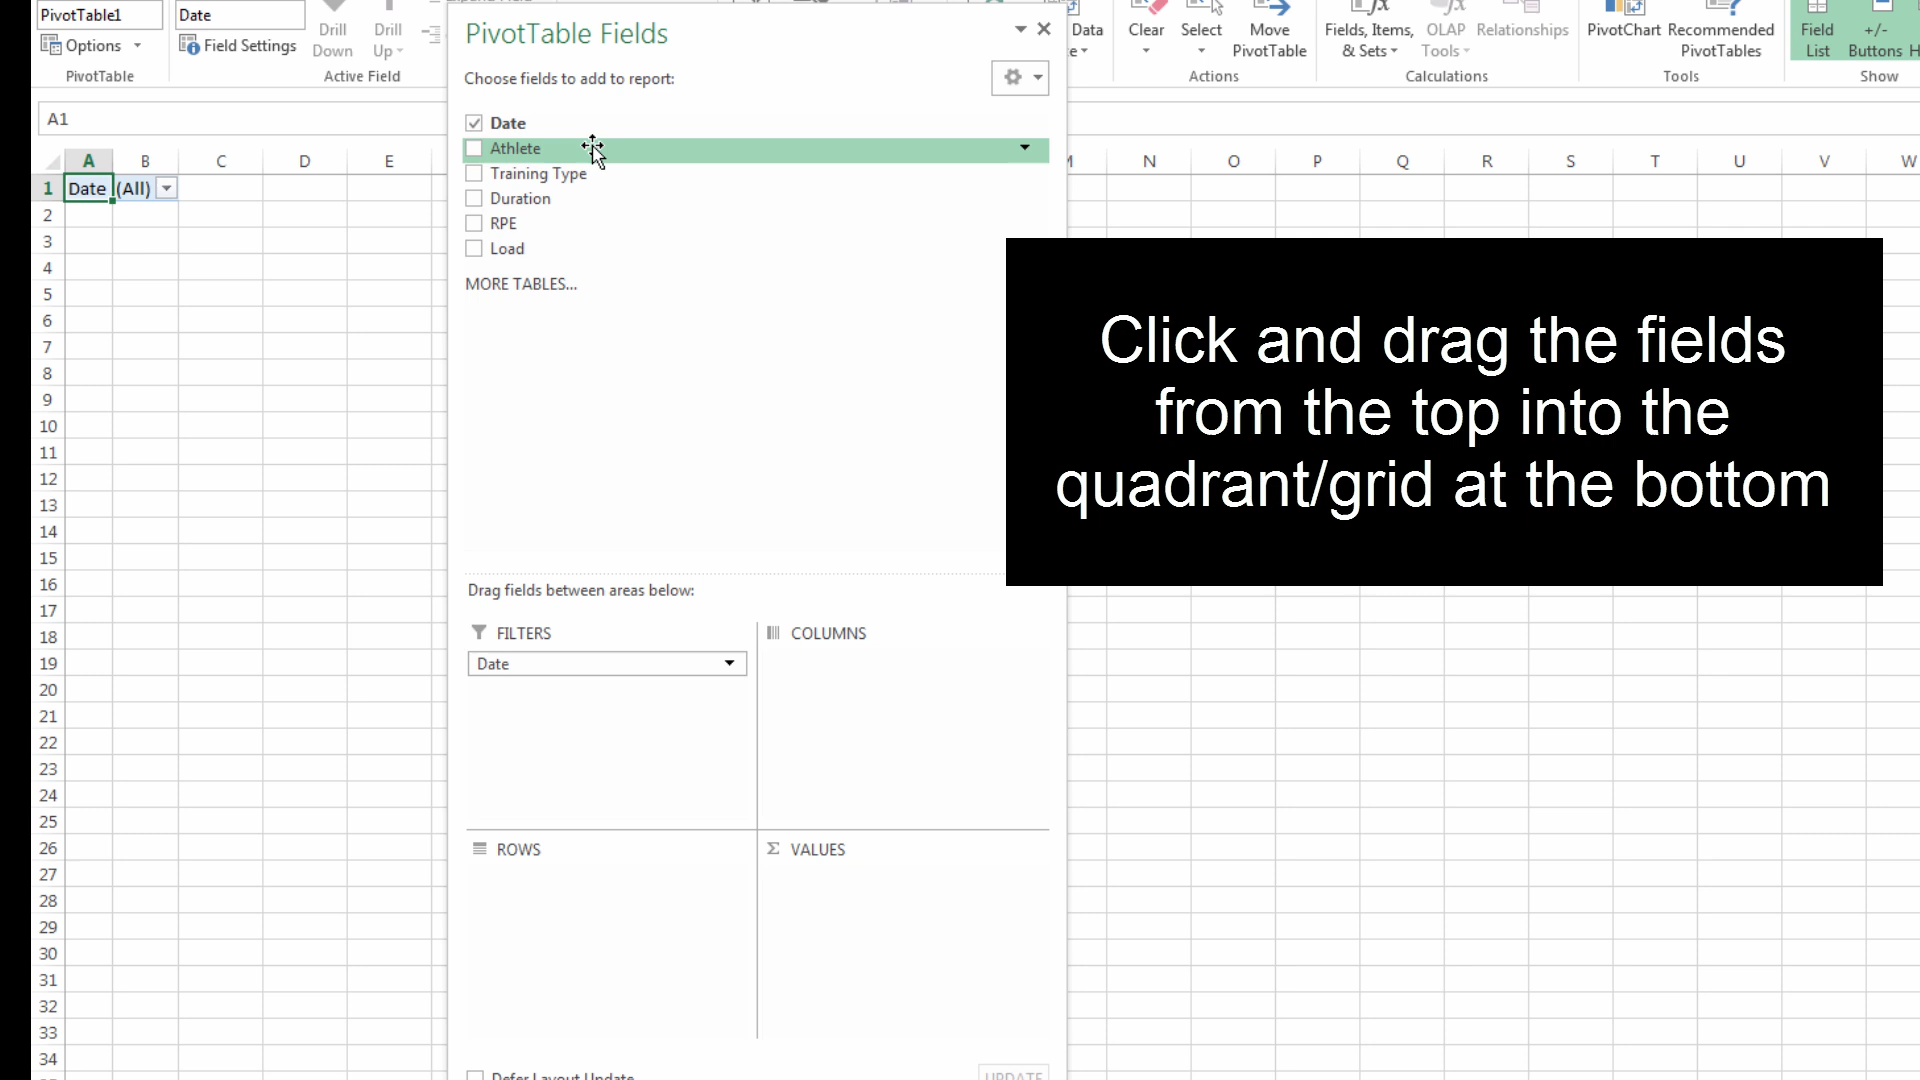 PivotTable1
Date
Options
Field Settings
Drill
Down
Drill
Up
PivotTable
Active Field
PivotTable Fields
Choose fields to add to report:
Date
Athlete
Training Type
Duration
RPE
Load
MORE TABLES...
Drag fields between areas below:
FILTERS
Date
COLUMNS
ROWS
VALUES
Defer Layout Update
UPDATE
Data
Clear
Select
Move
PivotTable
Actions
Fields, Items,
& Sets
OLAP
Tools
Relationships
Calculations
PivotChart
Recommended
PivotTables
Tools
Field
List
+/-
Buttons
H
Show
A1
A B C D E M N O P Q R S T U V W
1 Date (All)
2
3
4
5
6
7
8
9
10
11
12
13
14
15
16
17
18
19
20
21
22
23
24
25
26
27
28
29
30
31
32
33
34
Click and drag the fields
from the top into the
quadrant/grid at the bottom